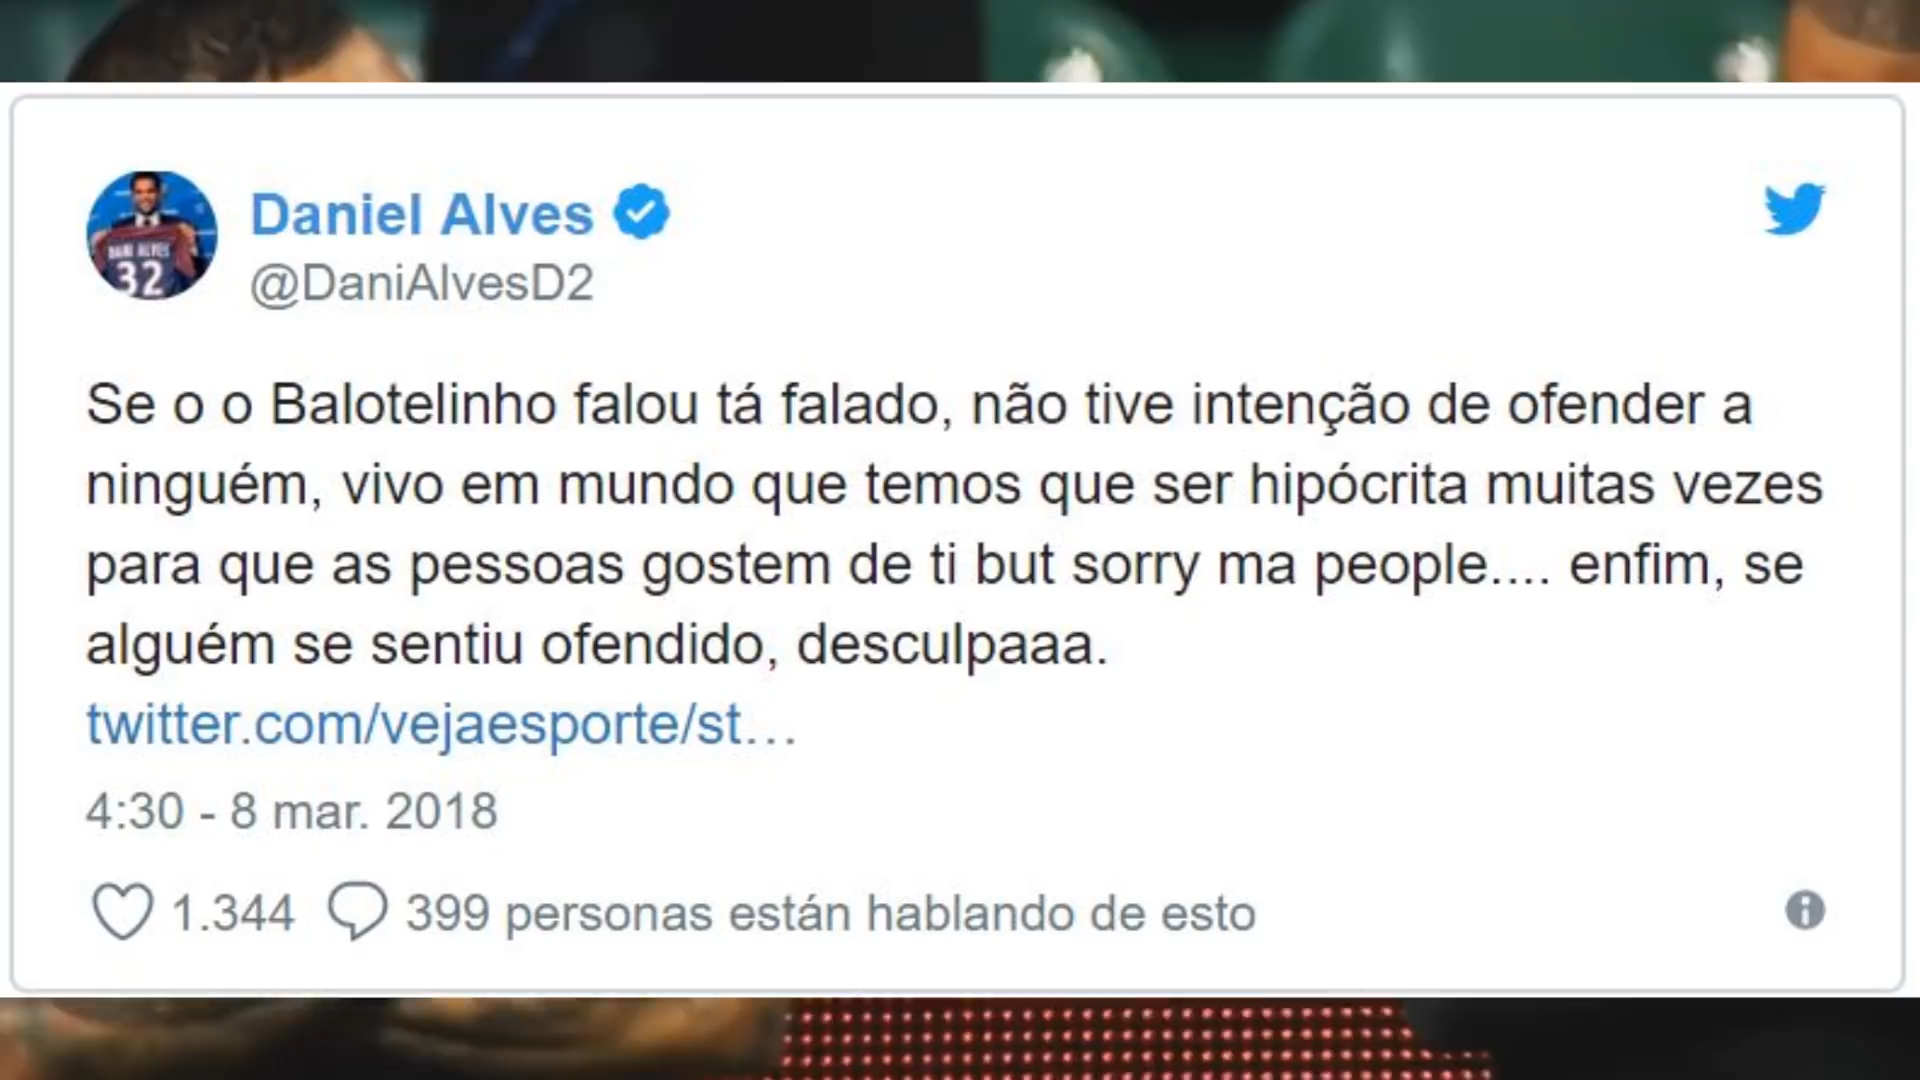 DANI ALVES
32
Daniel Alves
@DaniAlvesD2
Se o o Balotelinho falou tá falado, não tive intenção de ofender a
ninguém, vivo em mundo que temos que ser hipócrita muitas vezes
para que as pessoas gostem de ti but sorry ma people.... enfim, se
alguém se sentiu ofendido, desculpaaa.
twitter.com/vejaesporte/st…
4:30 - 8 mar. 2018
1.344 399 personas están hablando de esto